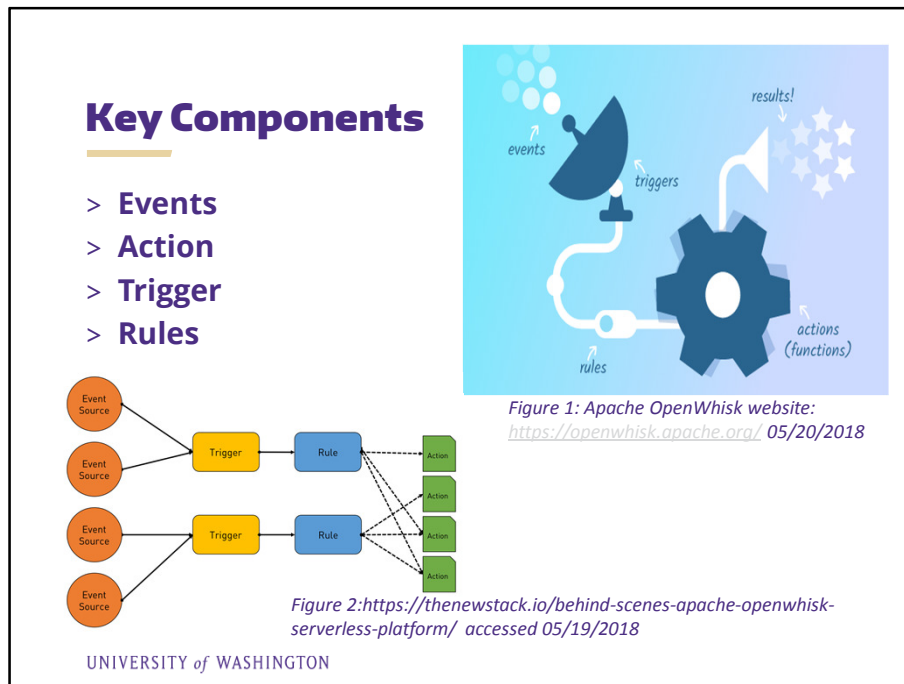 Key Components
> Events
> Action
> Trigger
> Rules
events
triggers
results!
rules
actions
(functions)
Figure 1: Apache OpenWhisk website:
https://openwhisk.apache.org/ 05/20/2018
Event
Source
Event
Source
Event
Source
Event
Source
Trigger
Rule
Trigger
Rule
Action
Action
Action
Action
Figure 2:https://thenewstack.io/behind-scenes-apache-openwhisk-
serverless-platform/ accessed 05/19/2018
UNIVERSITY of WASHINGTON